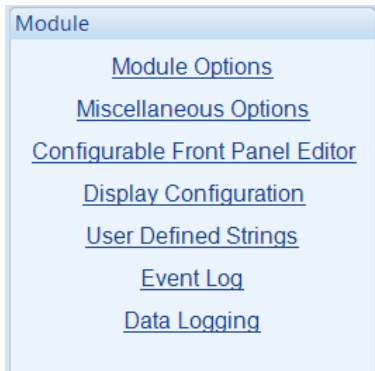 Module
Module Options
Miscellaneous Options
Configurable Front Panel Editor
Display Configuration
User Defined Strings
Event Log
Data Logging